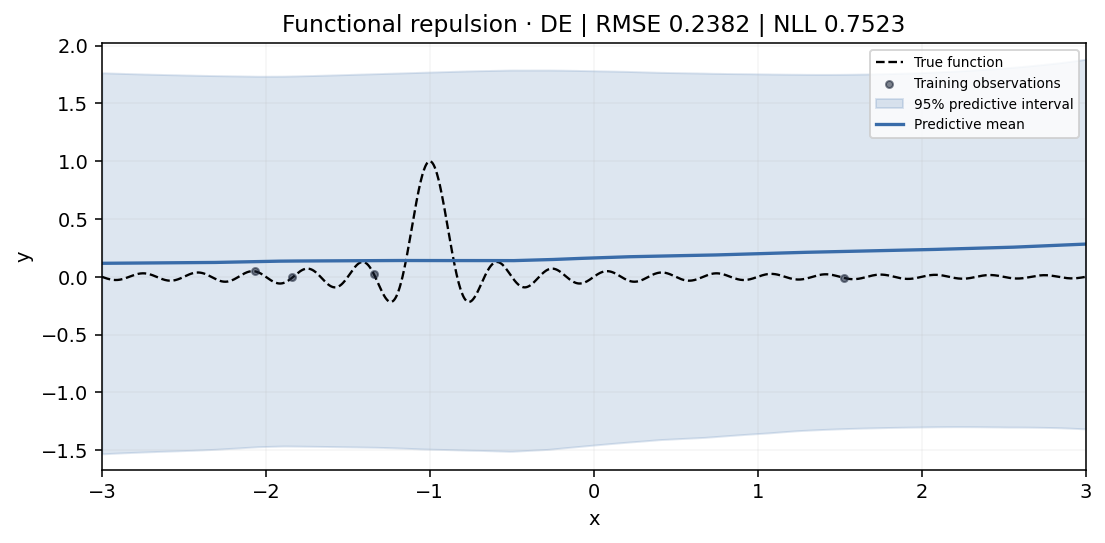 Functional repulsion · DE | RMSE 0.2382 | NLL 0.7523
True function
Training observations
95% predictive interval
Predictive mean
y
2.0
1.5
1.0
0.5
0.0
−0.5
−1.0
−1.5
−3
−2
−1
0
1
2
3
x